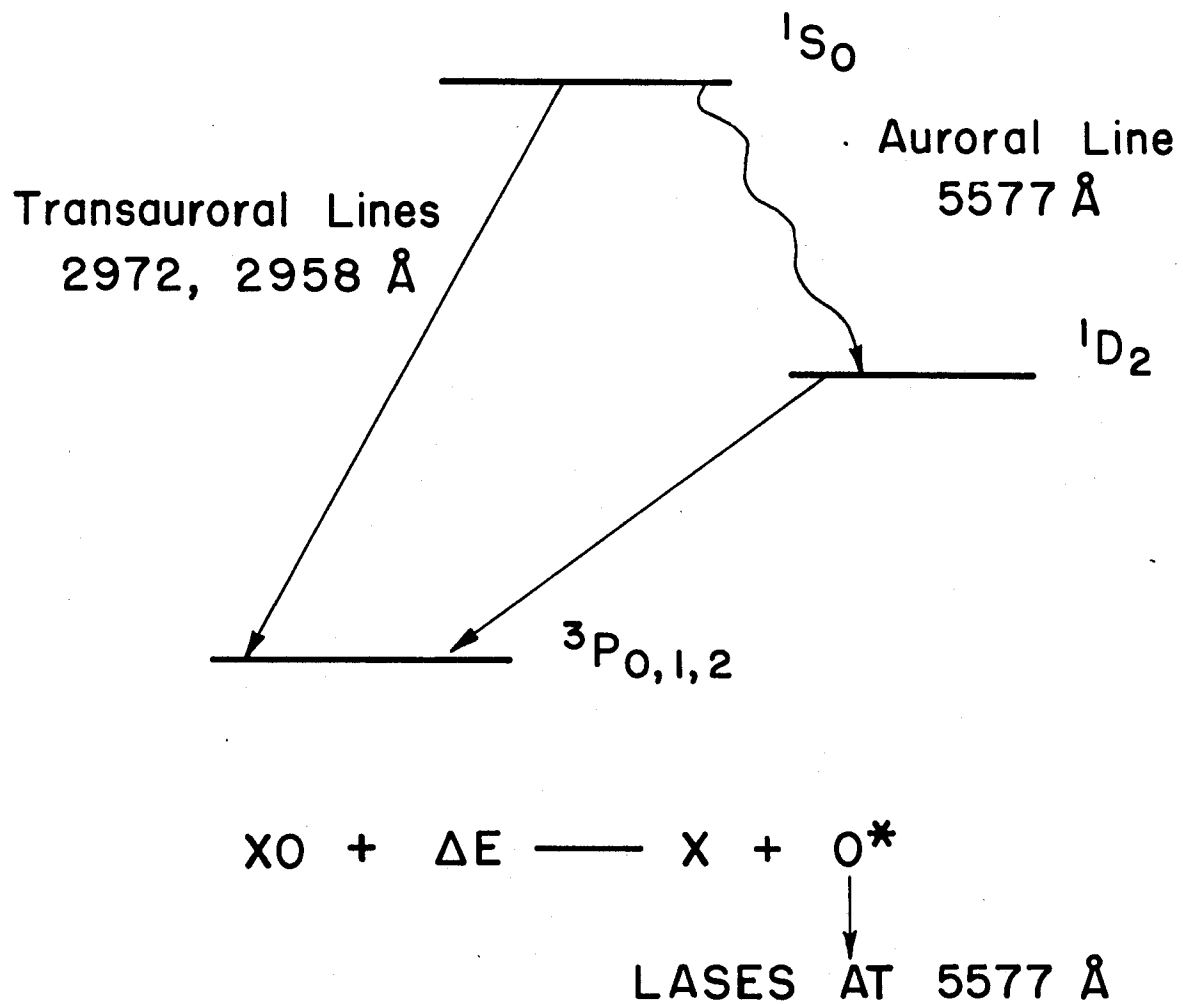 ¹S₀
Auroral Line
5577 Å
Transauroral Lines
2972, 2958 Å
¹D₂
³P₀,₁,₂
XO + ΔE — X + O*
LASES AT 5577 Å